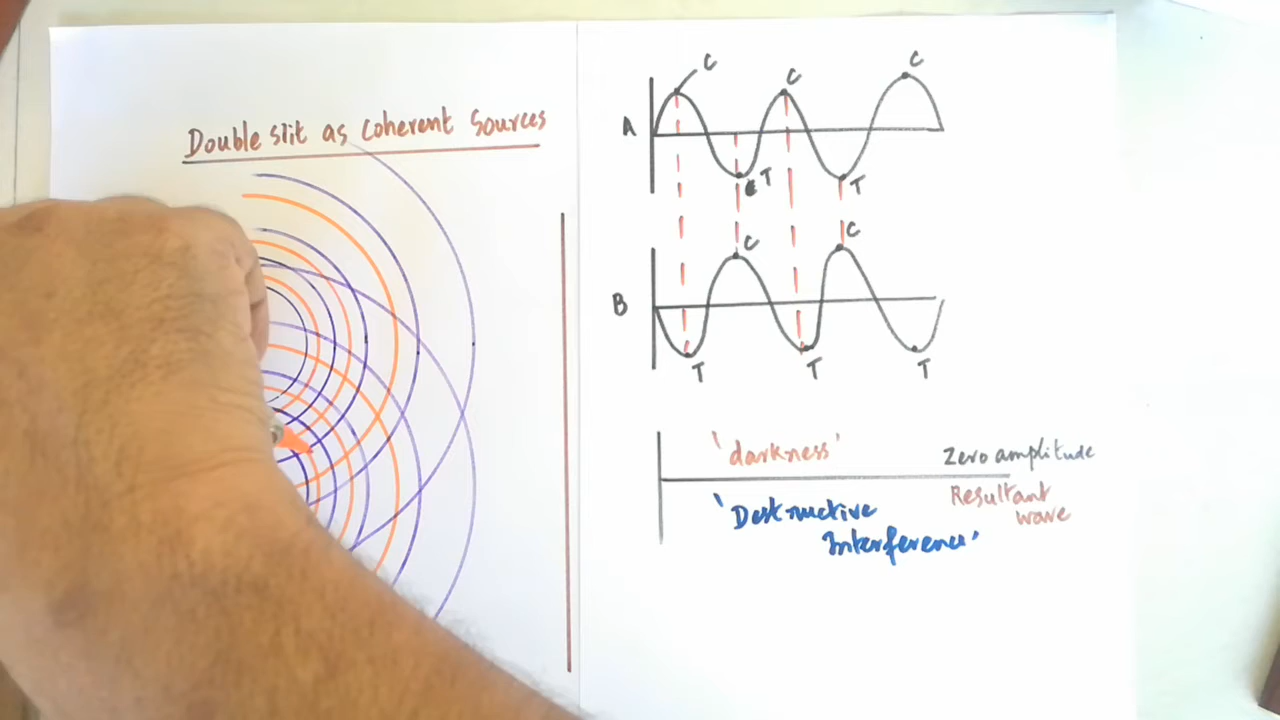 Double slit as Coherent Sources
C
C
C
A
T
T
C
C
B
T
T
T
'darkness'
Zero amplitude
Resultant
wave
'Destructive
Interference'